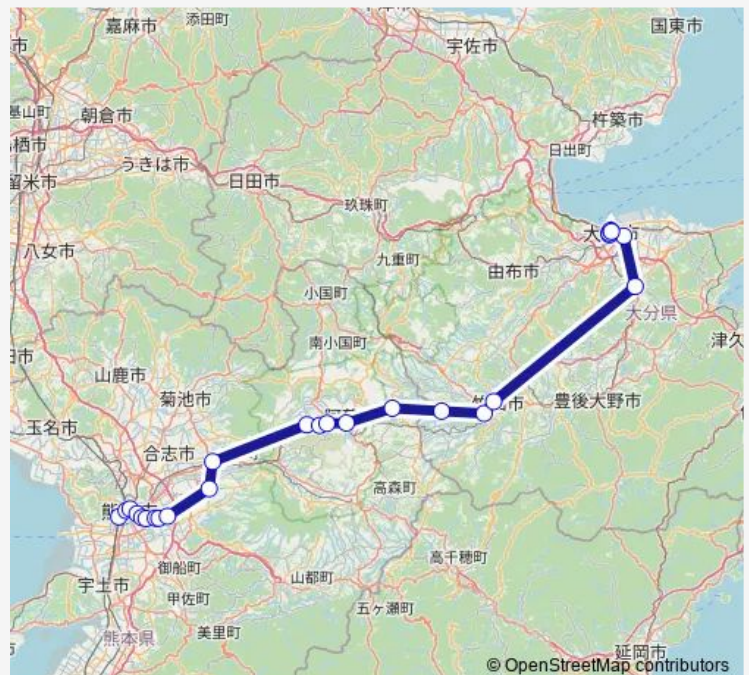 嘉麻市
添田町
国東市
宇佐市
朝倉市
杵築市
日出町
うきは市
日田市
玖珠町
八女市
九重町
由布市
小国町
大分県
南小国町
山鹿市
菊池市
豊後大野市
玉名市
合志市
高森町
高千穂町
御船町
山都町
宇土市
甲佐町
五ヶ瀬町
美里町
熊本県
延岡市
© OpenStreetMap contributors